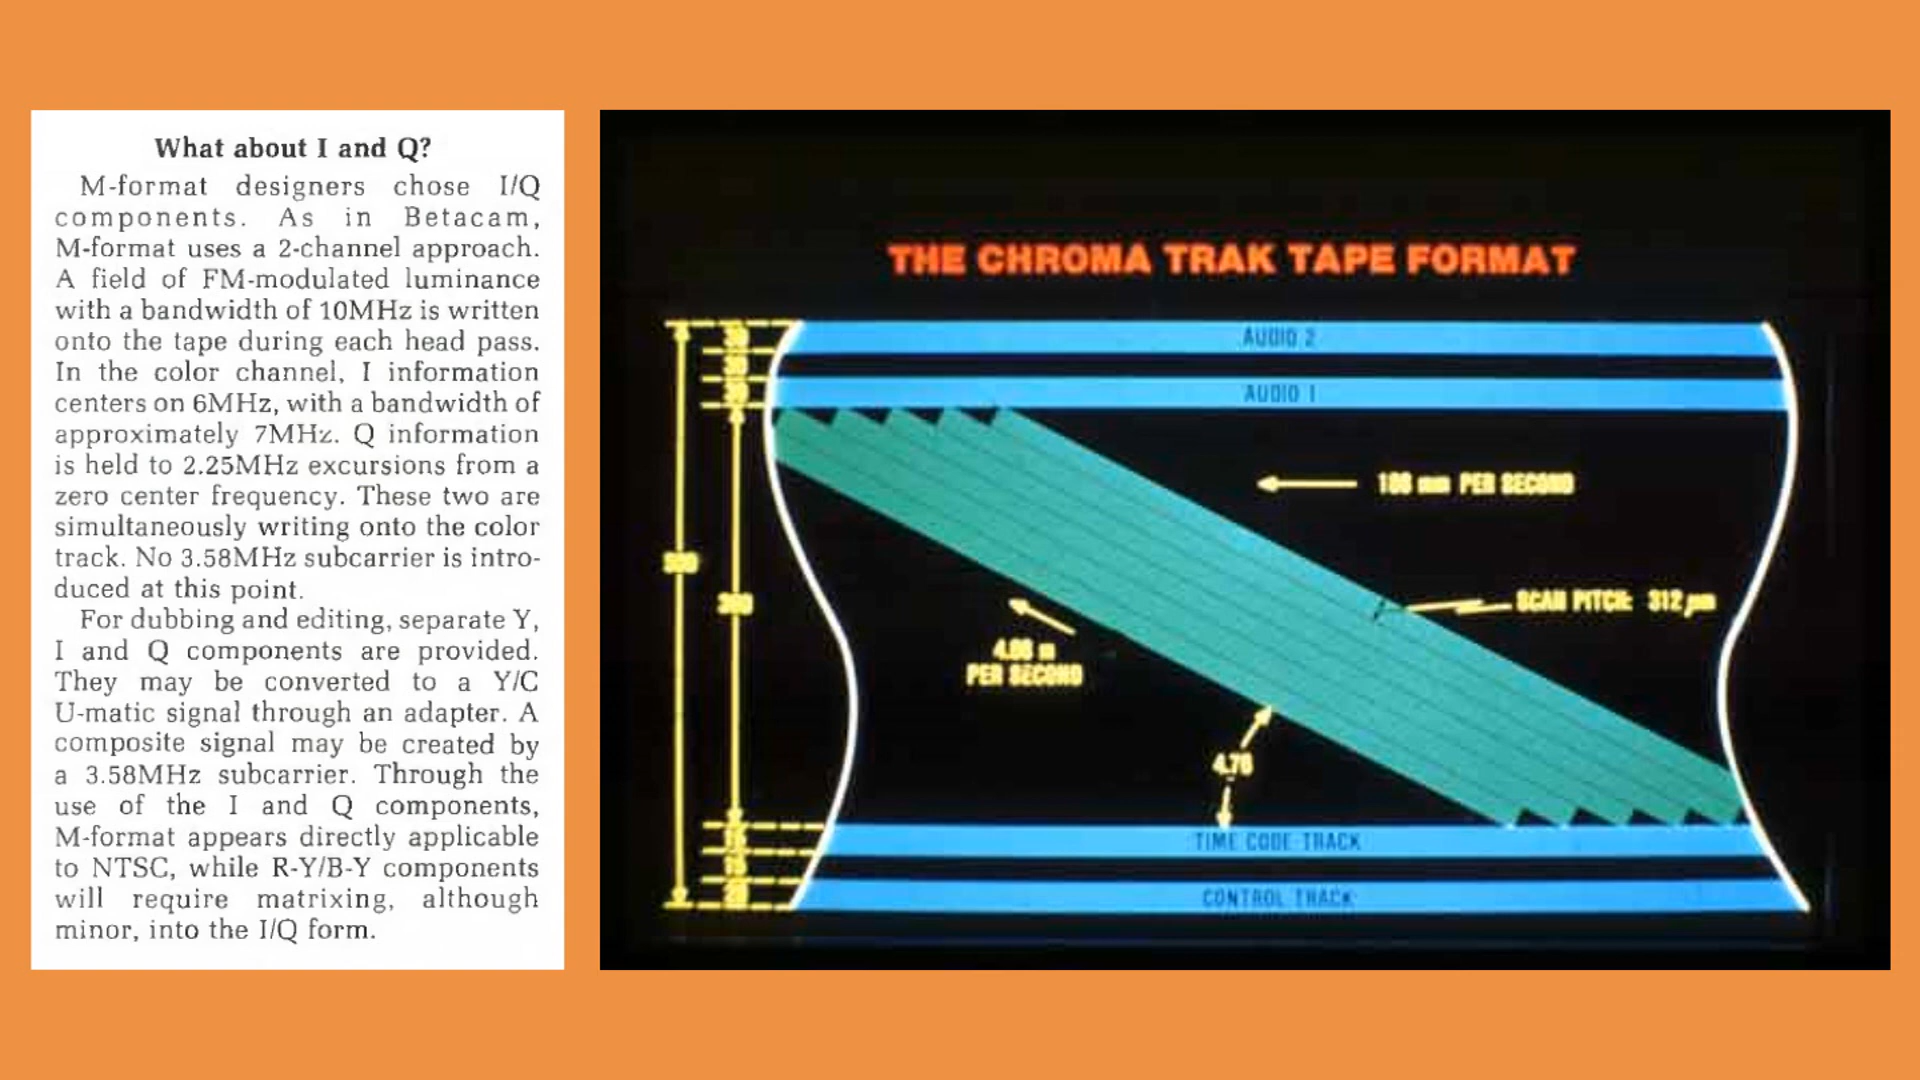 What about I and Q?
M-format designers chose I/Q
components. As in Betacam,
M-format uses a 2-channel approach.
A field of FM-modulated luminance
with a bandwidth of 10MHz is written
onto the tape during each head pass.
In the color channel, I information
centers on 6MHz, with a bandwidth of
approximately 7MHz. Q information
is held to 2.25MHz excursions from a
zero center frequency. These two are
simultaneously writing onto the color
track. No 3.58MHz subcarrier is intro-
duced at this point.
For dubbing and editing, separate Y,
I and Q components are provided.
They may be converted to a Y/C
U-matic signal through an adapter. A
composite signal may be created by
a 3.58MHz subcarrier. Through the
use of the I and Q components,
M-format appears directly applicable
to NTSC, while R-Y/B-Y components
will require matrixing, although
minor, into the I/Q form.
THE CHROMA TRAK TAPE FORMAT
AUDIO 2
AUDIO 1
mm PER SECOND
SCAN PITCH: 312 µm
m
PER SECOND
TIME CODE TRACK
CONTROL TRACK